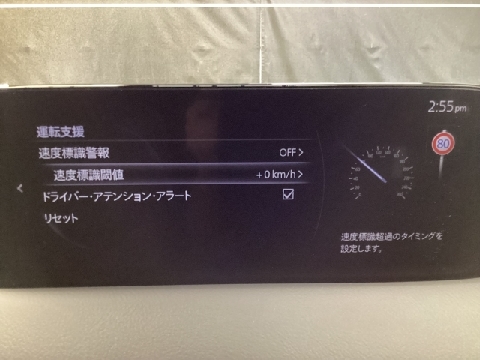 2:55 pm
運転支援
速度標識警報 OFF >
速度標識閾値 +0 km/h >
ドライバー・アテンション・アラート
リセット
80
速度標識超過のタイミングを
設定します。